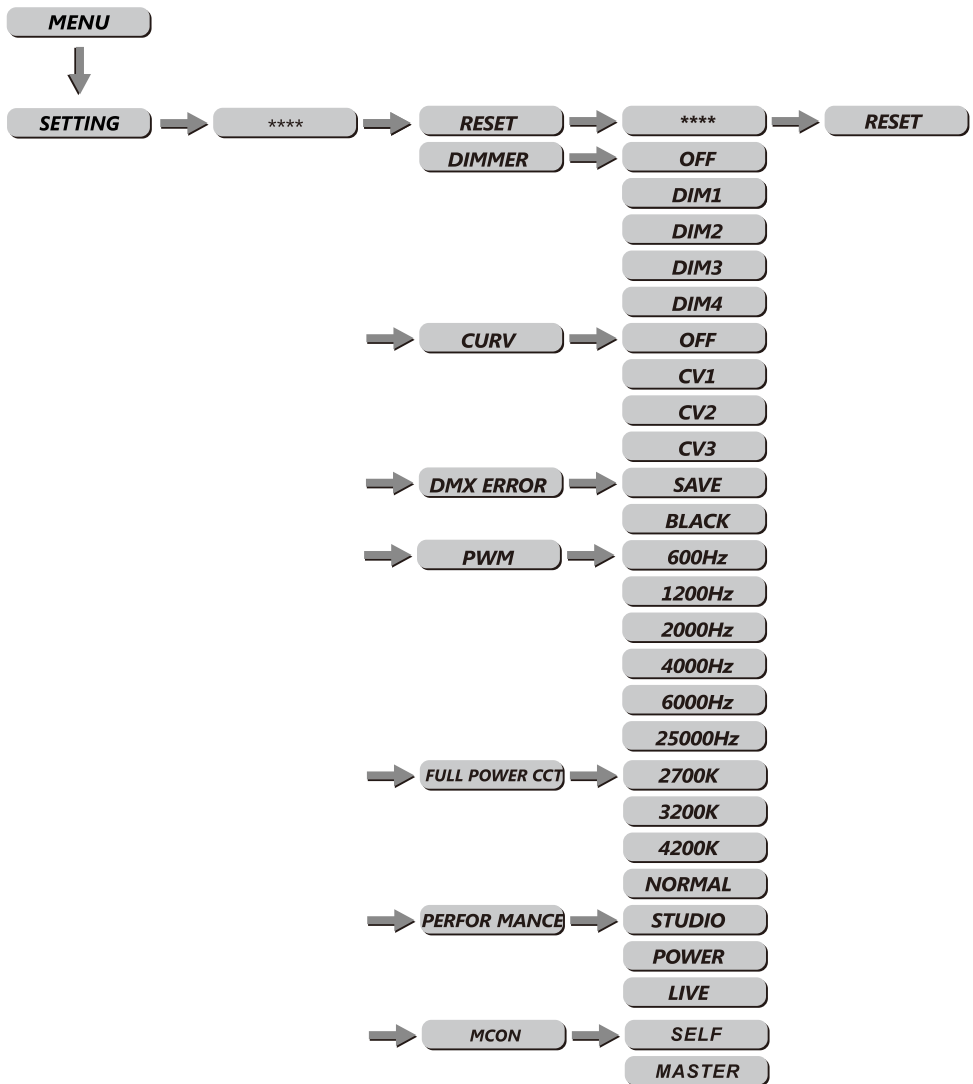 MENU
SETTING **** RESET **** RESET
DIMMER OFF
DIM1
DIM2
DIM3
DIM4
CURV OFF
CV1
CV2
CV3
DMX ERROR SAVE
BLACK
PWM 600Hz
1200Hz
2000Hz
4000Hz
6000Hz
25000Hz
FULL POWER CCT 2700K
3200K
4200K
NORMAL
PERFOR MANCE STUDIO
POWER
LIVE
MCON SELF
MASTER